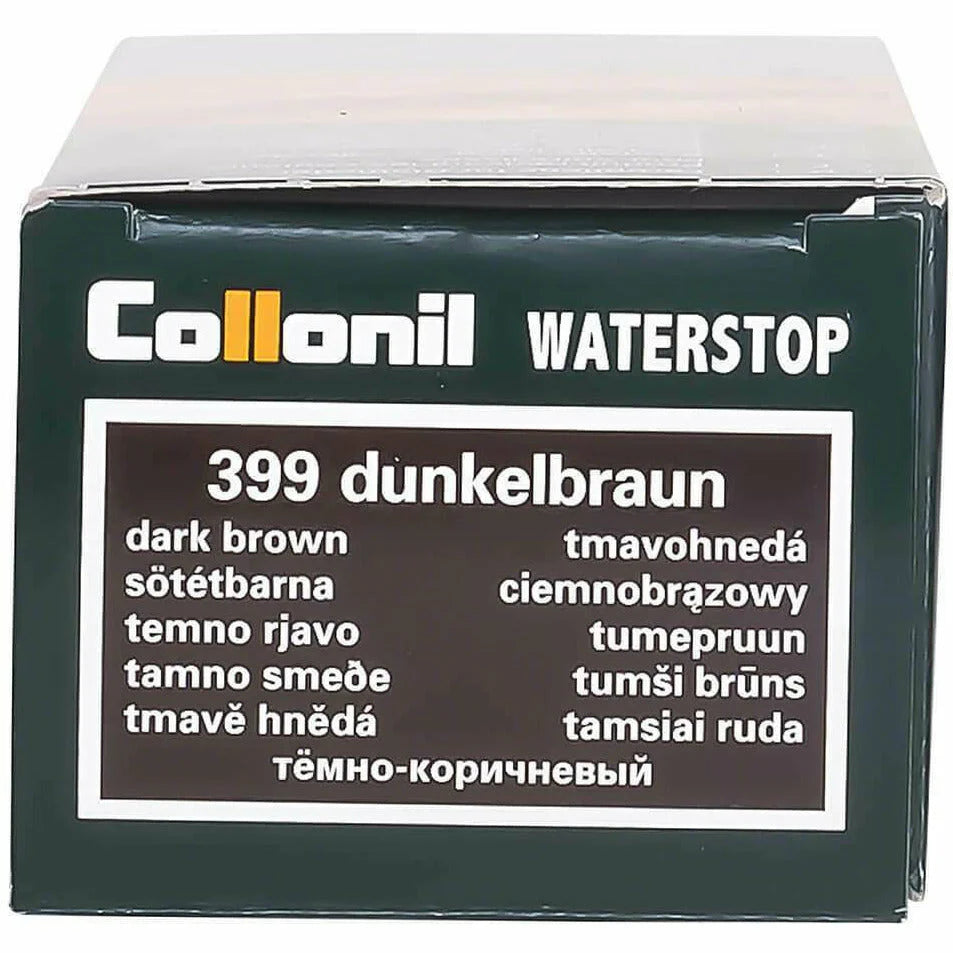 Collonil WATERSTOP
399 dunkelbraun
dark brown
sötétbarna
temno rjavo
tamno smeðe
tmavě hnědá
tmavohnedá
ciemnobrązowy
tumepruun
tumši brūns
tamsiai ruda
тёмно-коричневый